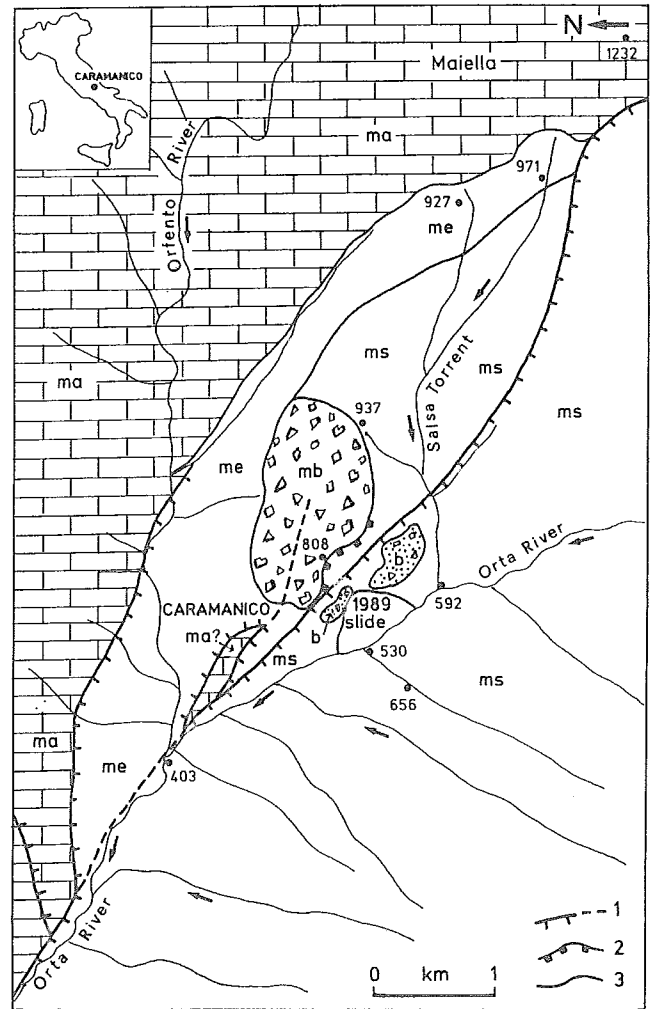 N
1232
CARAMANICO
Maiella
ma
Orfento River
971
927
me
ms
Salsa Torrent
ms
ms
ma
937
me
mb
808
b
Orta River
CARAMANICO
ma?
1989
slide
592
b
ms
530
ms
656
ma
me
403
1
2
3
Orta River
0 km 1